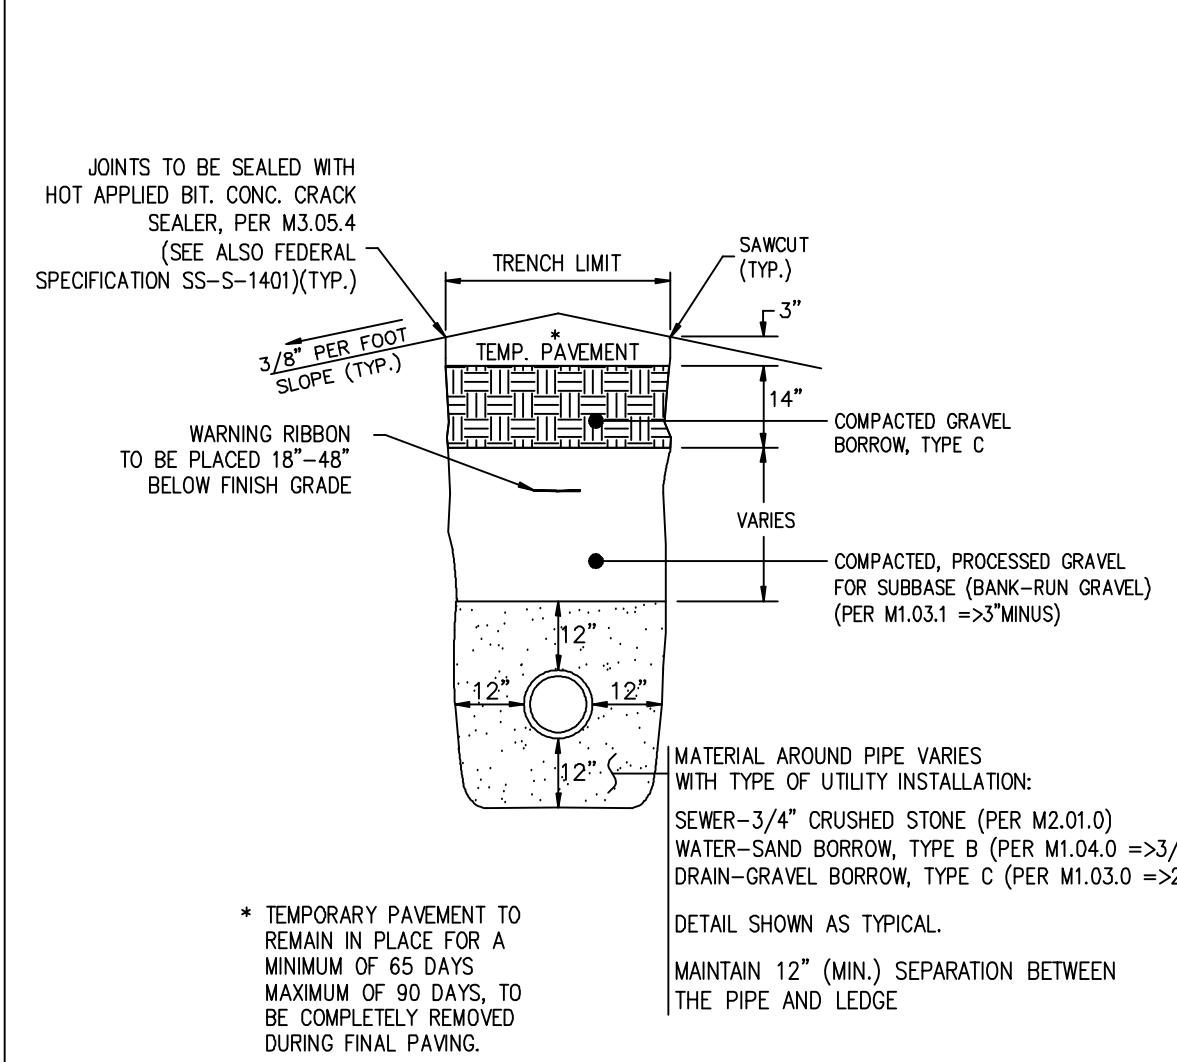 JOINTS TO BE SEALED WITH
HOT APPLIED BIT. CONC. CRACK
SEALER, PER M3.05.4
(SEE ALSO FEDERAL
SPECIFICATION SS-S-1401)(TYP.)
TRENCH LIMIT
SAWCUT
(TYP.)
3"
3/8" PER FOOT
SLOPE (TYP.)
*
TEMP. PAVEMENT
14"
COMPACTED GRAVEL
BORROW, TYPE C
WARNING RIBBON
TO BE PLACED 18"-48"
BELOW FINISH GRADE
VARIES
COMPACTED, PROCESSED GRAVEL
FOR SUBBASE (BANK-RUN GRAVEL)
(PER M1.03.1 =>3"MINUS)
12"
12"
12"
12"
MATERIAL AROUND PIPE VARIES
WITH TYPE OF UTILITY INSTALLATION:
SEWER-3/4" CRUSHED STONE (PER M2.01.0)
WATER-SAND BORROW, TYPE B (PER M1.04.0 =>3/
DRAIN-GRAVEL BORROW, TYPE C (PER M1.03.0 =>2
DETAIL SHOWN AS TYPICAL.
MAINTAIN 12" (MIN.) SEPARATION BETWEEN
THE PIPE AND LEDGE
* TEMPORARY PAVEMENT TO
REMAIN IN PLACE FOR A
MINIMUM OF 65 DAYS
MAXIMUM OF 90 DAYS, TO
BE COMPLETELY REMOVED
DURING FINAL PAVING.